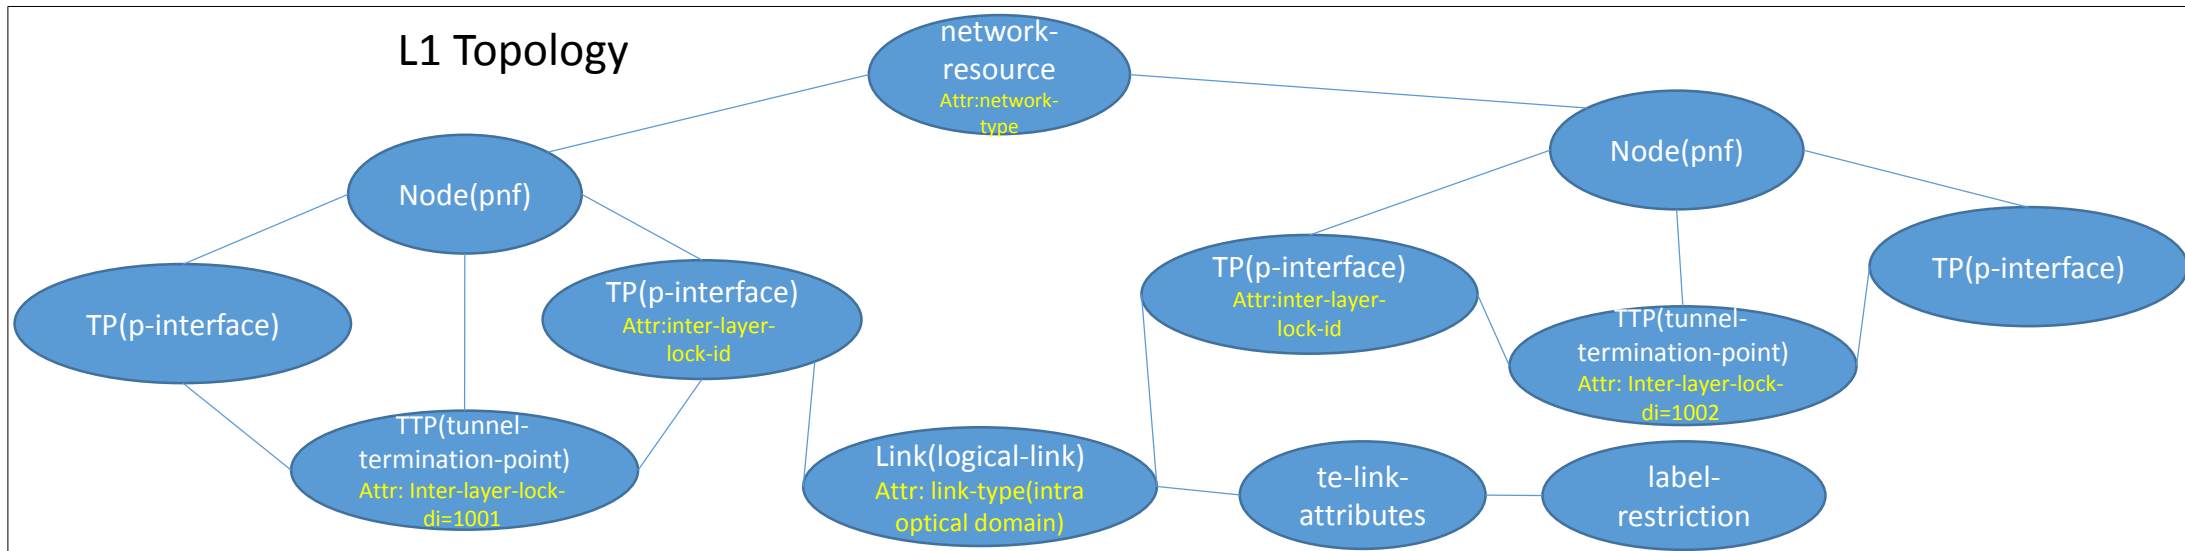 L1 Topology
network-
resource
Attr:network-
type
Node(pnf)
Node(pnf)
TP(p-interface)
TP(p-interface)
Attr:inter-layer-
lock-id
TP(p-interface)
Attr:inter-layer-
lock-id
TP(p-interface)
TTP(tunnel-
termination-point)
Attr: Inter-layer-lock-
di=1002
TTP(tunnel-
termination-point)
Attr: Inter-layer-lock-
di=1001
Link(logical-link)
Attr: link-type(intra
optical domain)
te-link-
attributes
label-
restriction